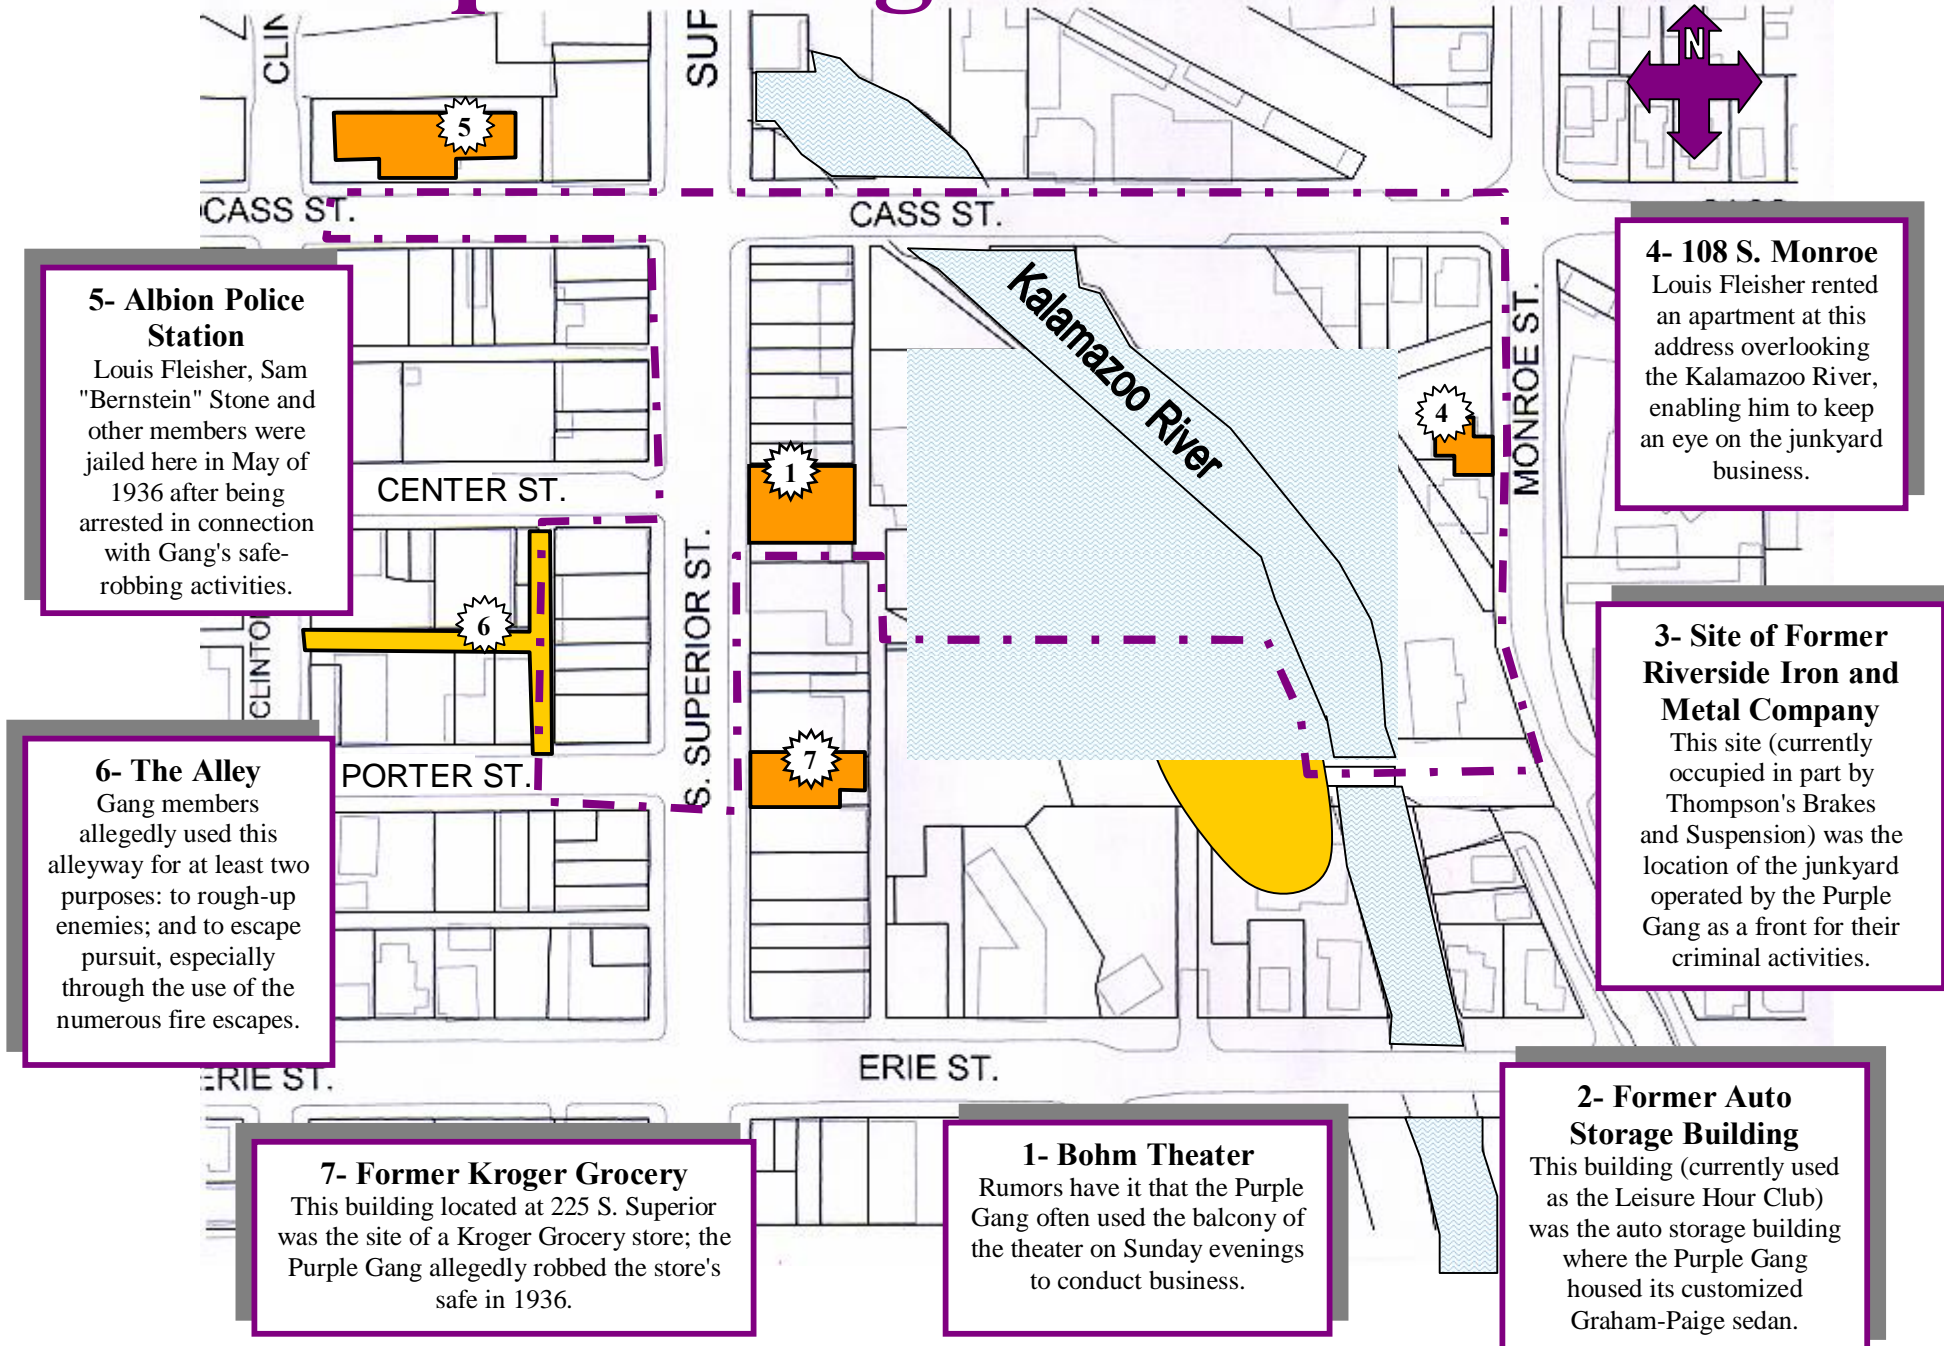 CLIN
SUP
N
5
CASS ST.
CASS ST.
4- 108 S. Monroe
Louis Fleisher rented
an apartment at this
address overlooking
the Kalamazoo River,
enabling him to keep
an eye on the junkyard
business.
5- Albion Police
Station
Louis Fleisher, Sam
"Bernstein" Stone and
other members were
jailed here in May of
1936 after being
arrested in connection
with Gang's safe-
robbing activities.
Kalamazoo River
MONROE ST.
4
1
CENTER ST.
S. SUPERIOR ST.
6
CLINTO
3- Site of Former
Riverside Iron and
Metal Company
This site (currently
occupied in part by
Thompson's Brakes
and Suspension) was the
location of the junkyard
operated by the Purple
Gang as a front for their
criminal activities.
6- The Alley
Gang members
allegedly used this
alleyway for at least two
purposes: to rough-up
enemies; and to escape
pursuit, especially
through the use of the
numerous fire escapes.
7
PORTER ST.
ERIE ST.
ERIE ST.
2- Former Auto
Storage Building
This building (currently used
as the Leisure Hour Club)
was the auto storage building
where the Purple Gang
housed its customized
Graham-Paige sedan.
7- Former Kroger Grocery
This building located at 225 S. Superior
was the site of a Kroger Grocery store; the
Purple Gang allegedly robbed the store's
safe in 1936.
1- Bohm Theater
Rumors have it that the Purple
Gang often used the balcony of
the theater on Sunday evenings
to conduct business.